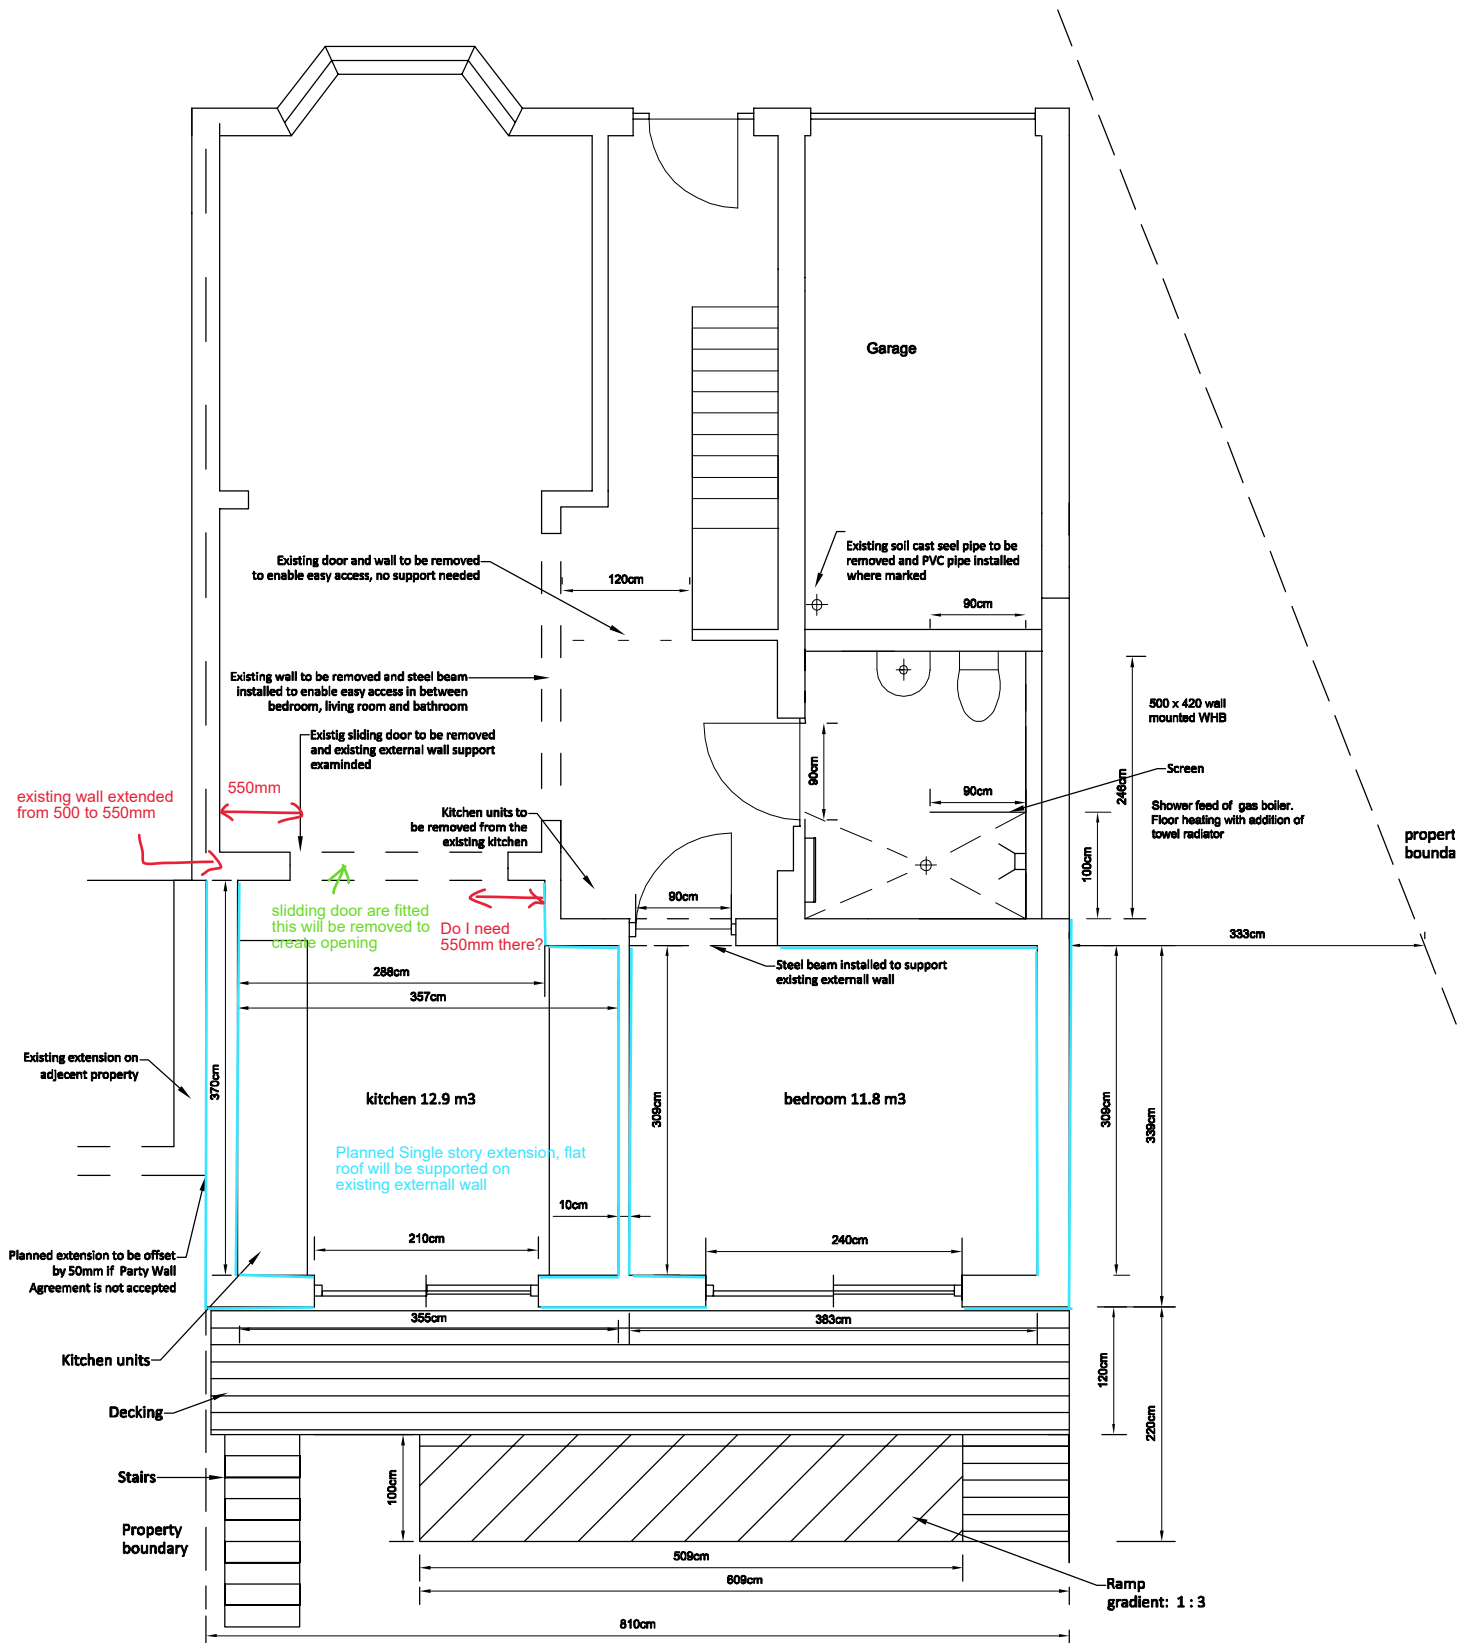 Garage
Existing soil cast seel pipe to be
removed and PVC pipe installed
where marked
Existing door and wall to be removed
to enable easy access, no support needed
120cm
90cm
Existing wall to be removed and steel beam
installed to enable easy access in between
bedroom, living room and bathroom
500 x 420 wall
mounted WHB
Existig sliding door to be removed
and existing external wall support
examinded
Screen
246cm
90cm
90cm
550mm
existing wall extended
from 500 to 550mm
Kitchen units to
be removed from the
existing kitchen
Shower feed of gas boiler.
Floor heating with addition of
towel radiator
propert
bounda
100cm
slidding door are fitted
this will be removed to
create opening
Do I need
550mm there?
90cm
333cm
Steel beam installed to support
existing externall wall
288cm
357cm
Existing extension on
adjecent property
370cm
kitchen 12.9 m3
bedroom 11.8 m3
309cm
309cm
339cm
Planned Single story extension, flat
roof will be supported on
existing externall wall
10cm
210cm
240cm
Planned extension to be offset
by 50mm if Party Wall
Agreement is not accepted
355cm
383cm
Kitchen units
120cm
Decking
220cm
Stairs
100cm
Property
boundary
509cm
609cm
Ramp
gradient: 1 : 3
810cm